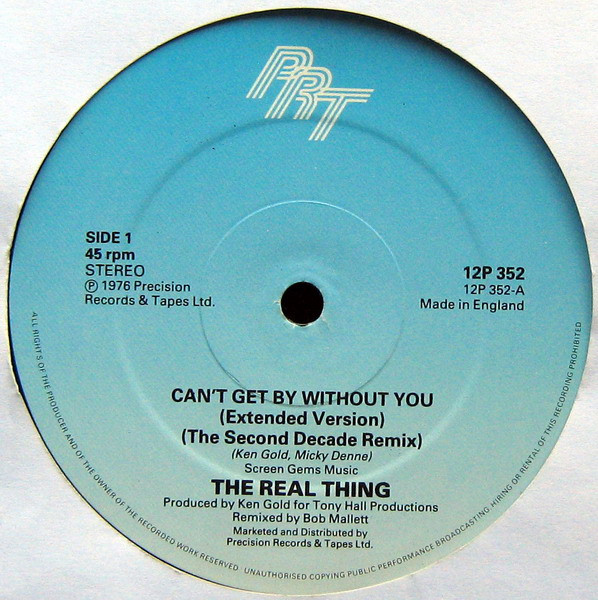 PRT
SIDE 1
45 rpm
STEREO
℗ 1976 Precision
Records & Tapes Ltd.
12P 352
12P 352-A
Made in England
CAN'T GET BY WITHOUT YOU
(Extended Version)
(The Second Decade Remix)
(Ken Gold, Micky Denne)
Screen Gems Music
THE REAL THING
Produced by Ken Gold for Tony Hall Productions
Remixed by Bob Mallett
Marketed and Distributed by
Precision Records & Tapes Ltd.
ALL RIGHTS OF THE PRODUCER AND OF THE OWNER OF THE RECORDED WORK RESERVED UNAUTHORISED COPYING PUBLIC PERFORMANCE BROADCASTING HIRING OR RENTAL OF THIS RECORDING PROHIBITED